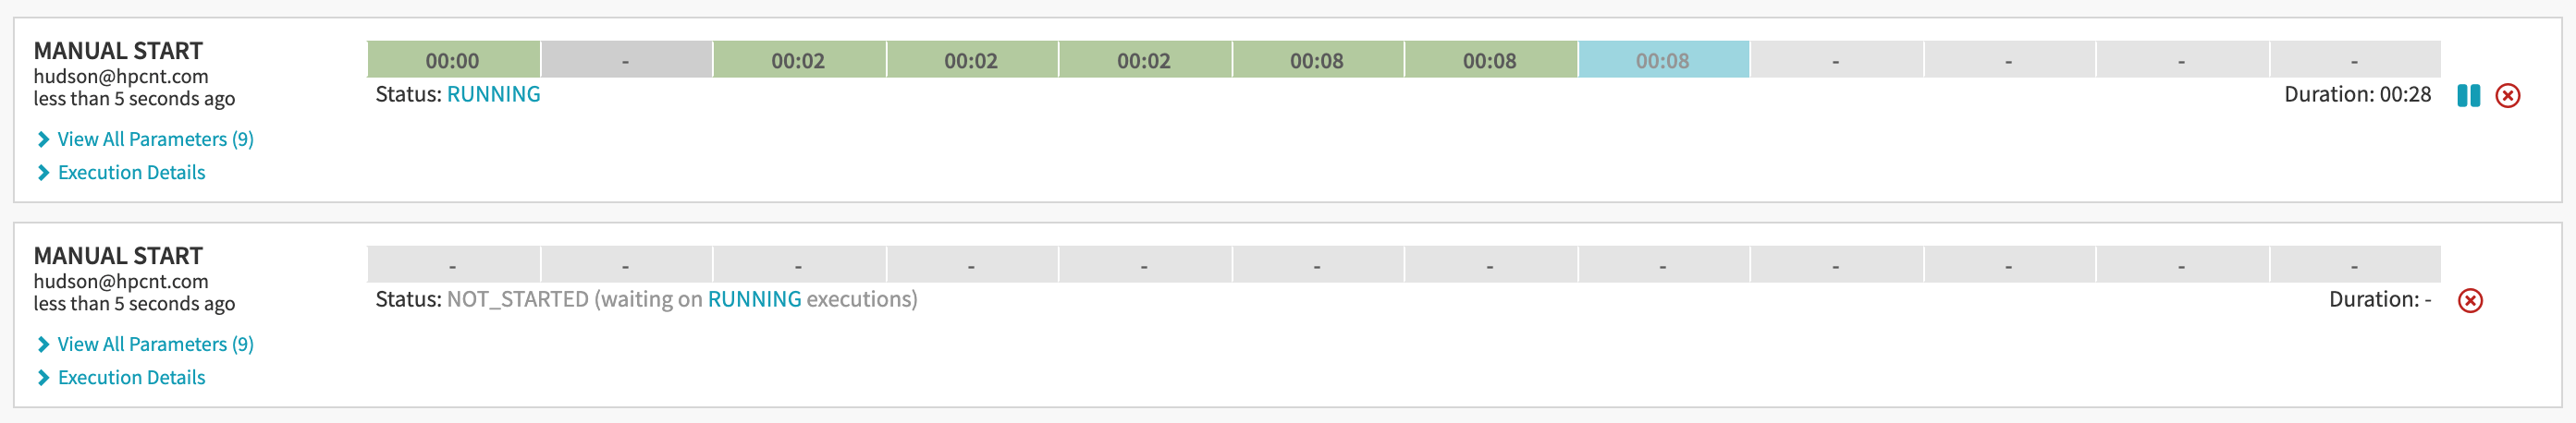 MANUAL START
hudson@hpcnt.com
less than 5 seconds ago
View All Parameters (9)
Execution Details
00:00 - 00:02 00:02 00:02 00:08 00:08 00:08 - - - -
Status: RUNNING
Duration: 00:28
MANUAL START
hudson@hpcnt.com
less than 5 seconds ago
View All Parameters (9)
Execution Details
- - - - - - - - - - - -
Status: NOT_STARTED (waiting on RUNNING executions)
Duration: -